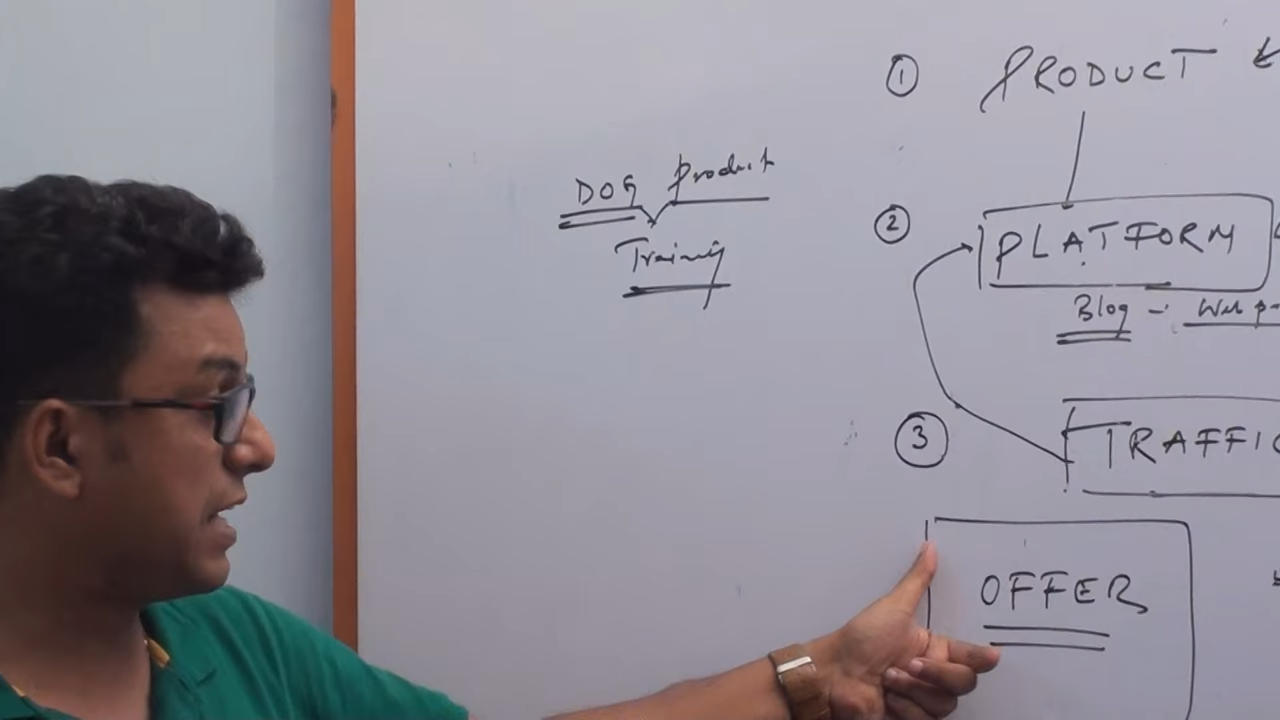 DOG Product
Training
① PRODUCT
② PLATFORM
Blog - Web
③ TRAFFIC
OFFER